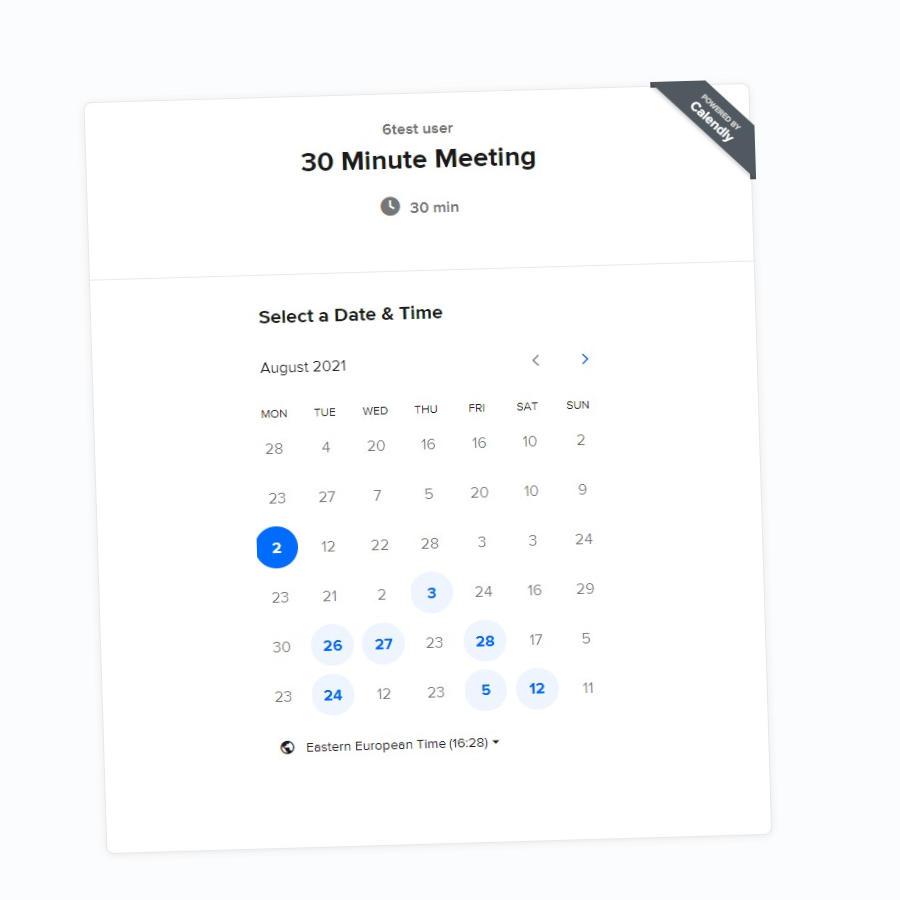 POWERED BY
Calendly
6test user
30 Minute Meeting
30 min
Select a Date & Time
August 2021
MON TUE WED THU FRI SAT SUN
28 4 20 16 16 10 2
23 27 7 5 20 10 9
2 12 22 28 3 3 24
23 21 2 3 24 16 29
30 26 27 23 28 17 5
23 24 12 23 5 12 11
Eastern European Time (16:28)